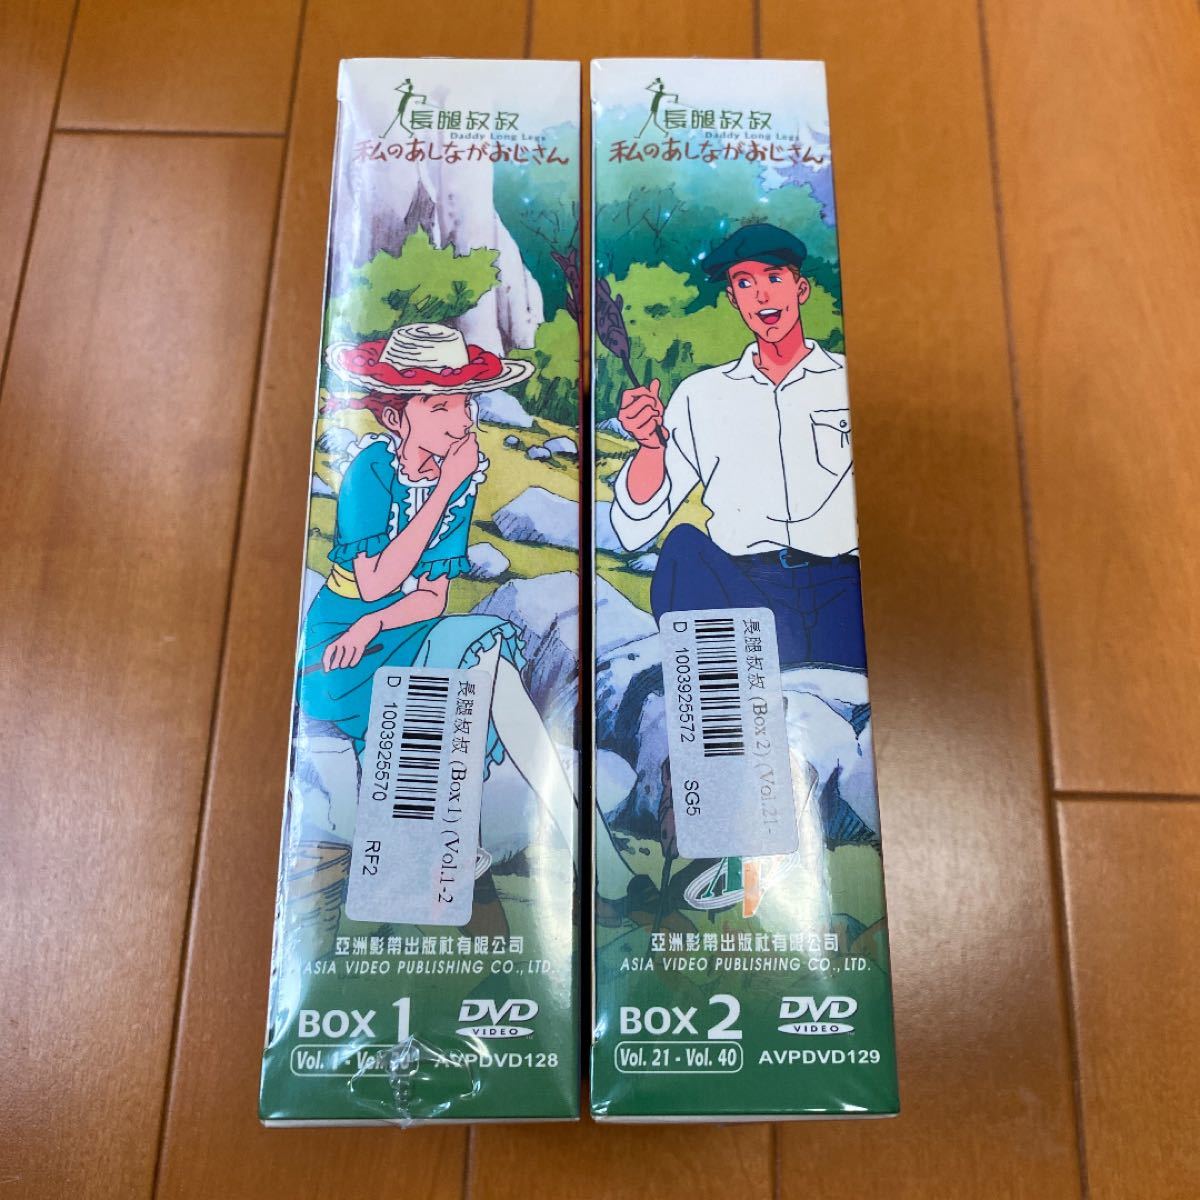 長腿叔叔
Daddy Long Legs
私のあしながおじさん
長腿叔叔 (Box 1) (Vol.1-2
D 1003925570 RF2
亞洲影帶出版社有限公司
ASIA VIDEO PUBLISHING CO., LTD.
BOX 1
DVD
VIDEO
Vol. 1 - Vol. 20
AVPDVD128
長腿叔叔
Daddy Long Legs
私のあしながおじさん
長腿叔叔 (Box 2) (Vol.21-
D 1003925572 SG5
AV
亞洲影帶出版社有限公司
ASIA VIDEO PUBLISHING CO., LTD.
BOX 2
DVD
VIDEO
Vol. 21 - Vol. 40
AVPDVD129